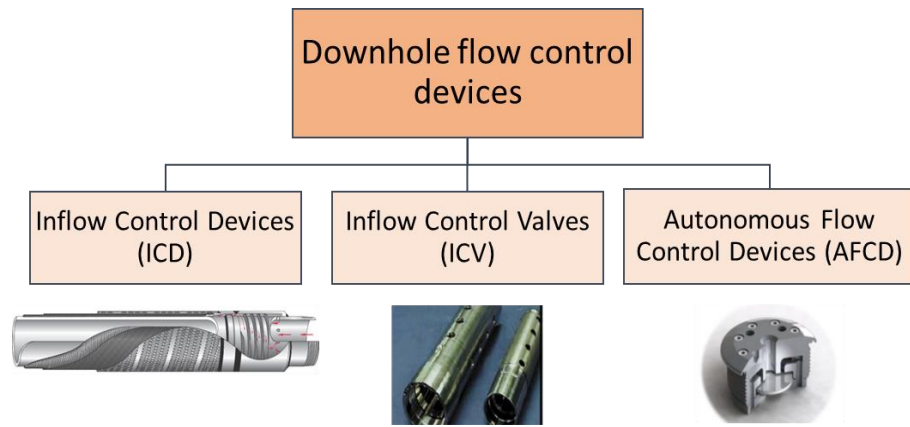 Downhole flow control
devices
Inflow Control Devices
(ICD)
Inflow Control Valves
(ICV)
Autonomous Flow
Control Devices (AFCD)